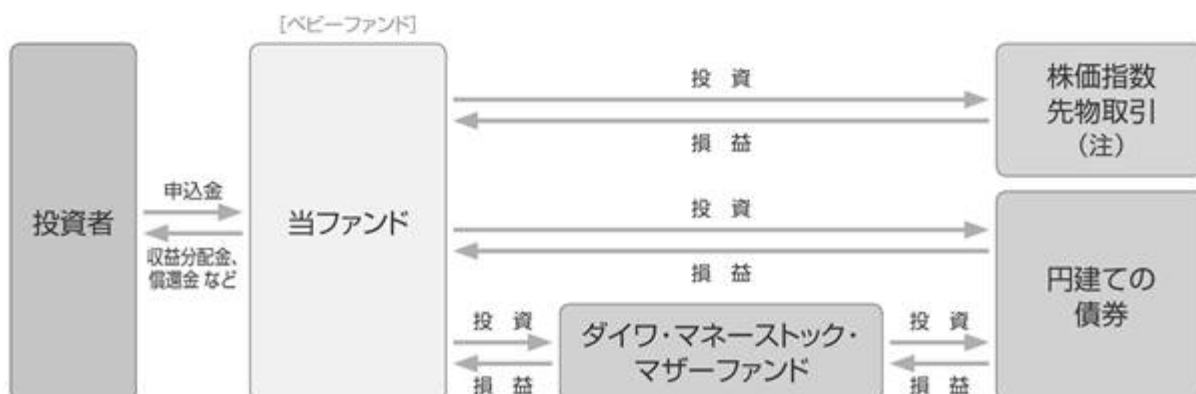 [ベビーファンド]
投資者
申込金
収益分配金、
償還金 など
当ファンド
投 資
損 益
株価指数
先物取引
（注）
投 資
損 益
円建ての
債券
投 資
損 益
ダイワ・マネーストック・
マザーファンド
投 資
損 益